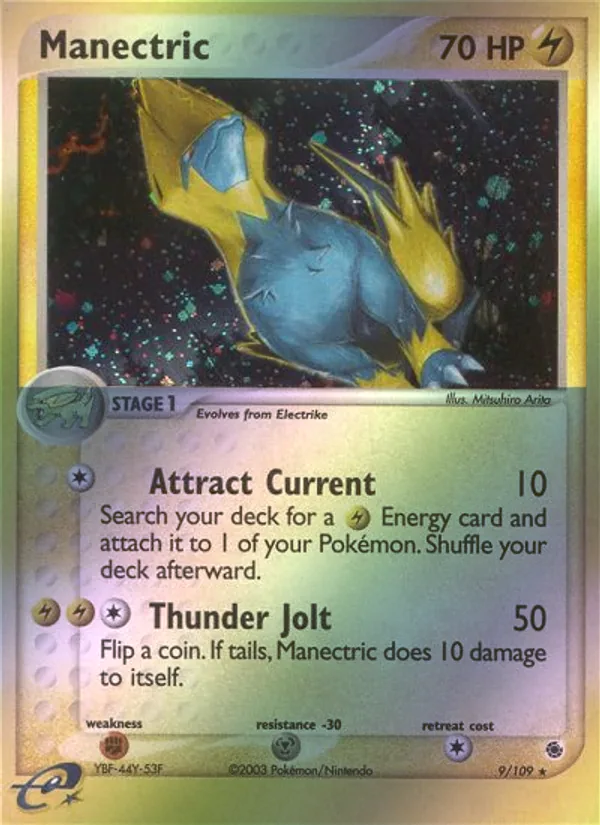 Manectric 70 HP
Illus. Mitsuhiro Arita
STAGE 1
Evolves from Electrike
Attract Current 10
Search your deck for a Energy card and
attach it to 1 of your Pokémon. Shuffle your
deck afterward.
Thunder Jolt 50
Flip a coin. If tails, Manectric does 10 damage
to itself.
weakness resistance -30 retreat cost
YBF-44Y-53F ©2003 Pokémon/Nintendo 9/109 ★
e